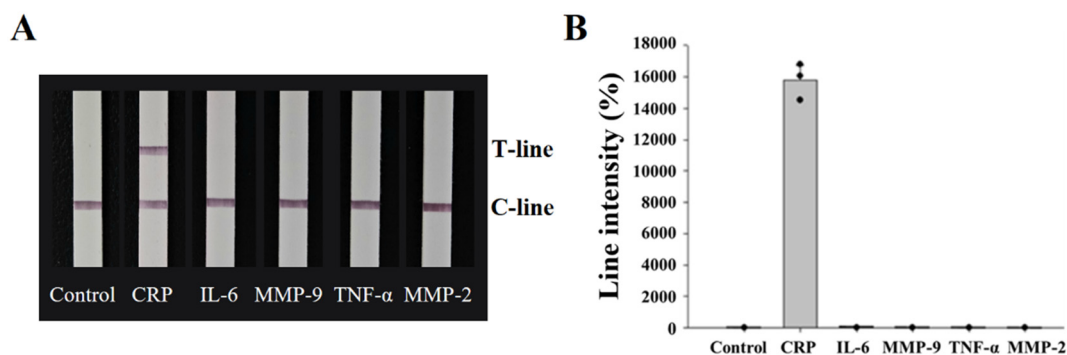 A
T-line
C-line
Control CRP IL-6 MMP-9 TNF-α MMP-2
B
Line intensity (%)
18000
16000
14000
12000
10000
8000
6000
4000
2000
0
Control CRP IL-6 MMP-9 TNF-α MMP-2